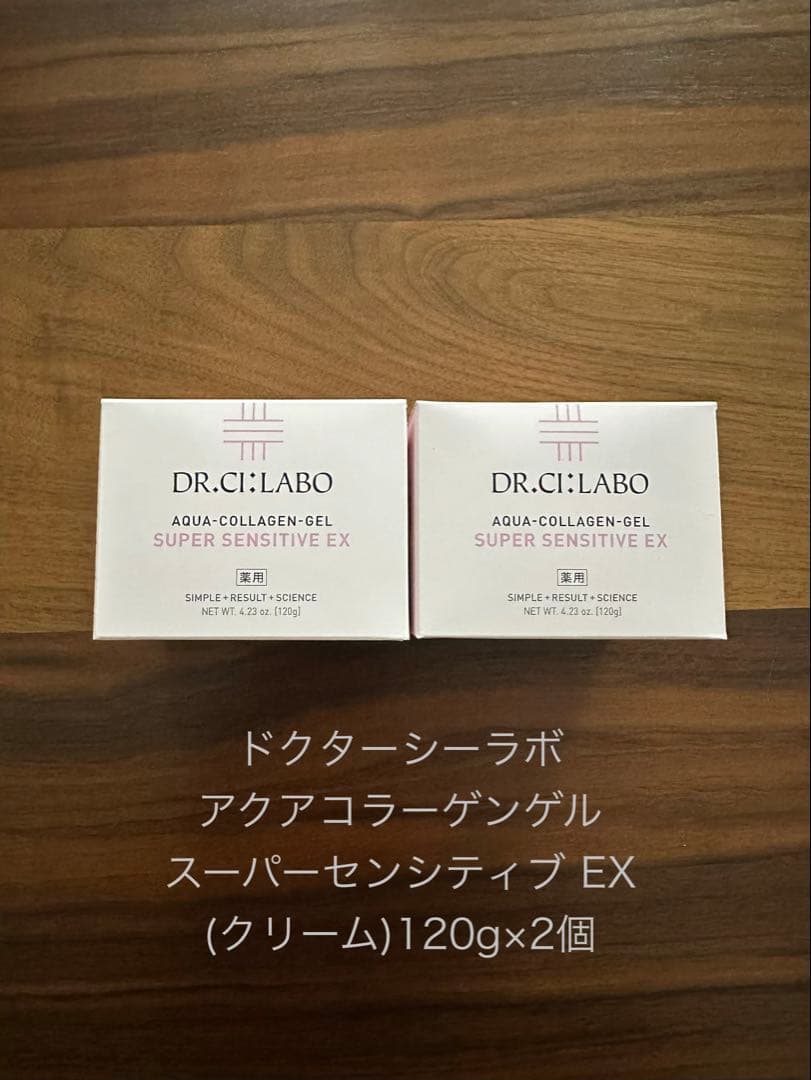 DR.CI:LABO
AQUA-COLLAGEN-GEL
SUPER SENSITIVE EX
薬用
SIMPLE+RESULT+SCIENCE
NET WT. 4.23 oz. [120g]
DR.CI:LABO
AQUA-COLLAGEN-GEL
SUPER SENSITIVE EX
薬用
SIMPLE+RESULT+SCIENCE
NET WT. 4.23 oz. [120g]
ドクターシーラボ
アクアコラーゲンゲル
スーパーセンシティブ EX
(クリーム)120g×2個